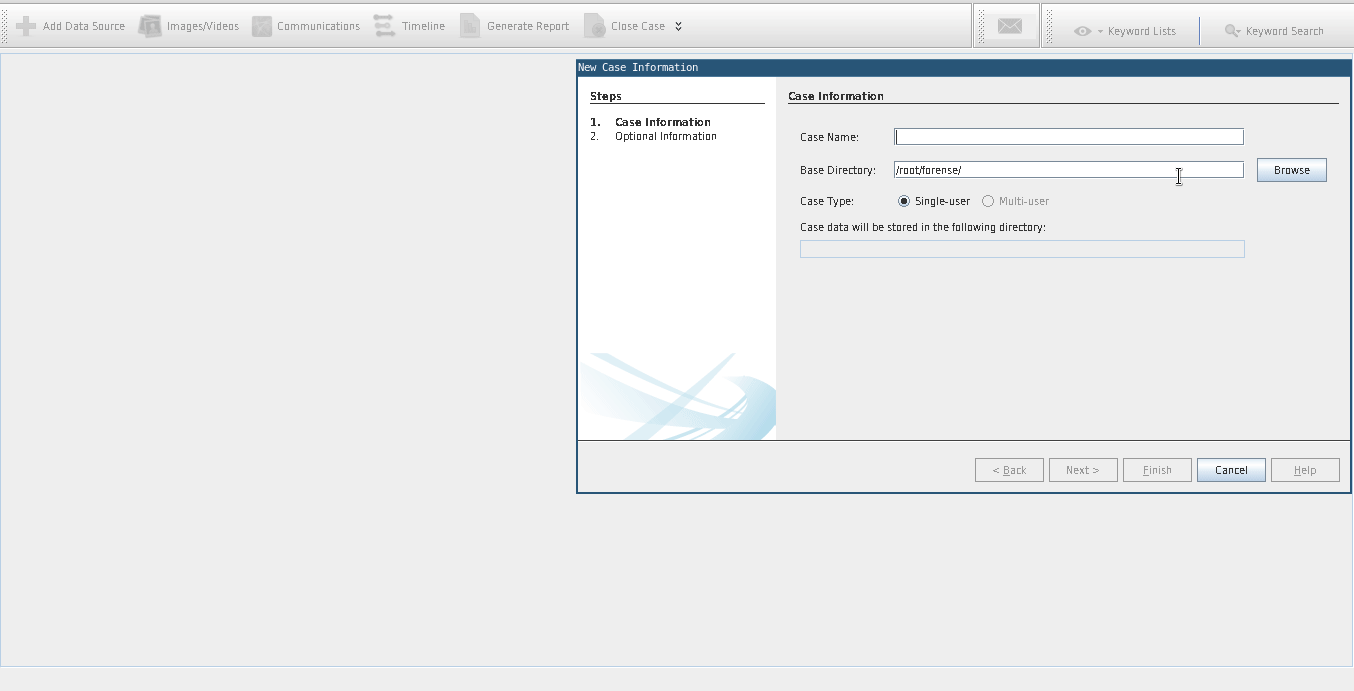 Add Data Source Images/Videos Communications Timeline Generate Report Close Case Keyword Lists Keyword Search
New Case Information
Steps
1. Case Information
2. Optional Information
Case Information
Case Name:
Base Directory: /root/forense/ Browse
Case Type: Single-user Multi-user
Case data will be stored in the following directory:
< Back Next > Finish Cancel Help